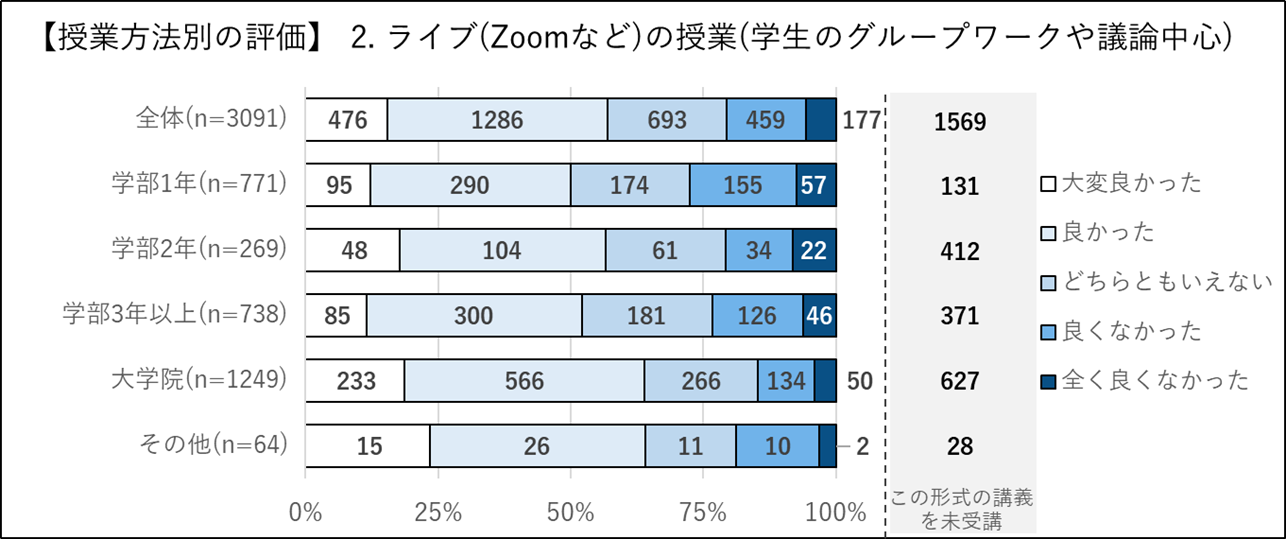 【授業方法別の評価】 2. ライブ(Zoomなど)の授業(学生のグループワークや議論中心)
全体(n=3091) 476 1286 693 459 177 1569
学部1年(n=771) 95 290 174 155 57 131
学部2年(n=269) 48 104 61 34 22 412
学部3年以上(n=738) 85 300 181 126 46 371
大学院(n=1249) 233 566 266 134 50 627
その他(n=64) 15 26 11 10 2 28
0% 25% 50% 75% 100%
この形式の講義
を未受講
大変良かった
良かった
どちらともいえない
良くなかった
全く良くなかった